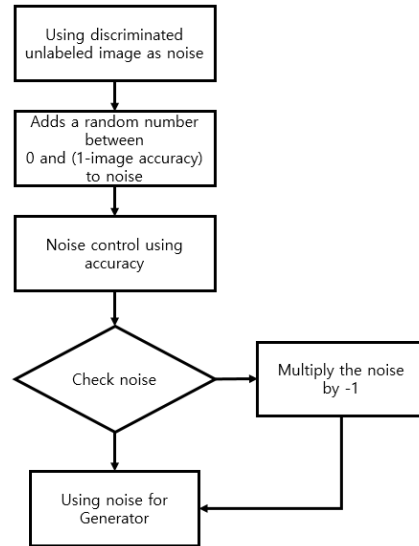 Using discriminated
unlabeled image as noise
Adds a random number
between
0 and (1-image accuracy)
to noise
Noise control using
accuracy
Check noise
Multiply the noise
by -1
Using noise for
Generator